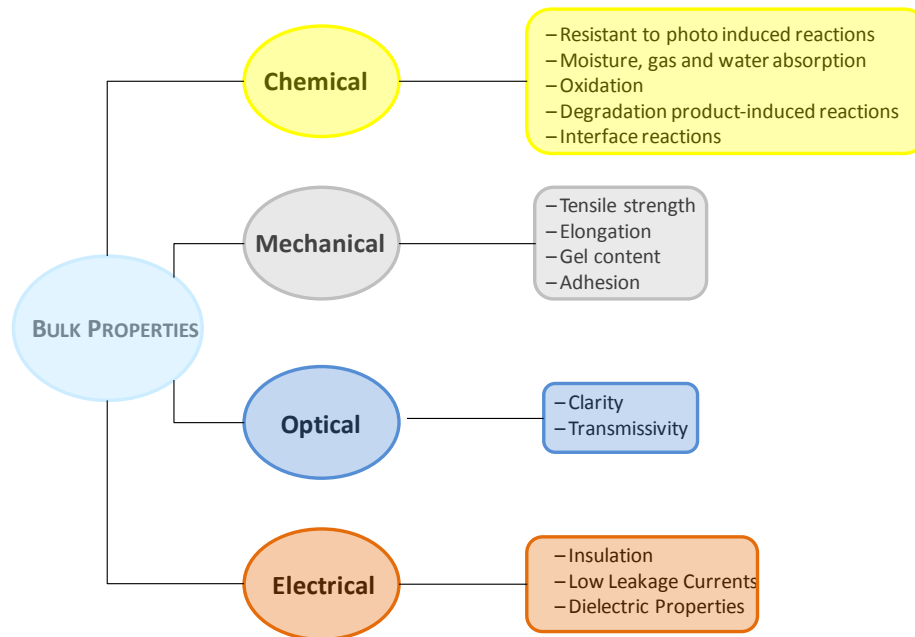 Chemical
– Resistant to photo induced reactions
– Moisture, gas and water absorption
– Oxidation
– Degradation product-induced reactions
– Interface reactions
Mechanical
– Tensile strength
– Elongation
– Gel content
– Adhesion
BULK PROPERTIES
Optical
– Clarity
– Transmissivity
Electrical
– Insulation
– Low Leakage Currents
– Dielectric Properties